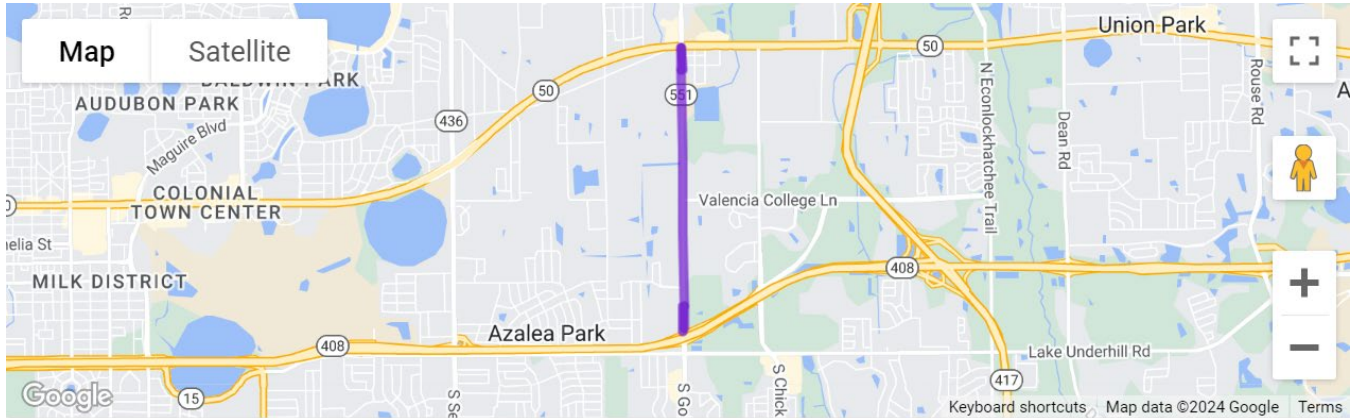 Map
Satellite
Union Park
50
BALDWIN PARK
AUDUBON PARK
551
50
436
Maguire Blvd
N Econlockhatchee Trail
Dean Rd
Rouse Rd
COLONIAL
TOWN CENTER
Valencia College Ln
MILK DISTRICT
408
Azalea Park
408
Lake Underhill Rd
417
15
S Se
S Go
S Chick
Google
Keyboard shortcuts
Map data ©2024 Google
Terms